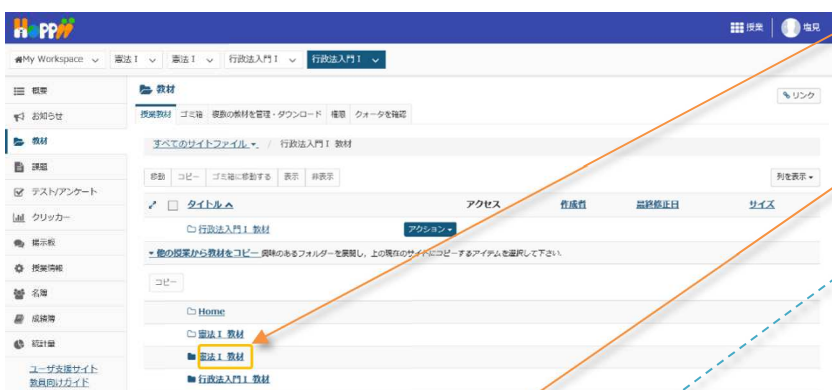 HoPPii
授業
塩見
My Workspace
憲法 I
憲法 I
行政法入門 I
行政法入門 I
概要
お知らせ
教材
課題
テスト/アンケート
クリッカー
掲示板
授業情報
名簿
成績簿
統計量
ユーザ支援サイト
教員向けガイド
教材
リンク
授業教材 ゴミ箱 複数の教材を管理・ダウンロード 権限 クォータを確認
すべてのサイトファイル / 行政法入門 I 教材
移動 コピー ゴミ箱に移動する 表示 非表示
列を表示
タイトル アクセス 作成者 最終修正日 サイズ
行政法入門 I 教材 アクション
他の授業から教材をコピー 興味のあるフォルダーを展開し、上の現在のサイトにコピーするアイテムを選択して下さい.
コピー
Home
憲法 I 教材
憲法 I 教材
行政法入門 I 教材